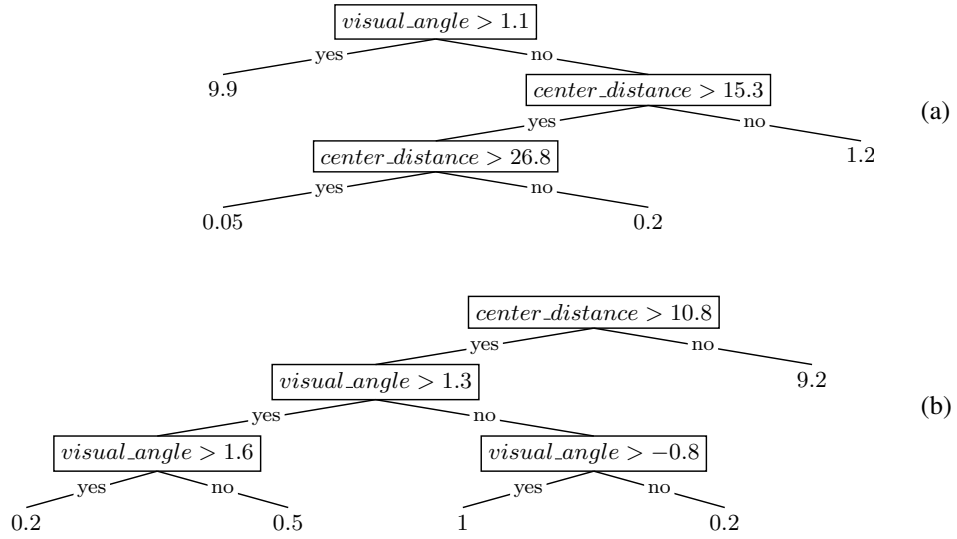 visual_angle > 1.1
yes
no
9.9
center_distance > 15.3
(a)
yes
no
center_distance > 26.8
1.2
yes
no
0.05
0.2
center_distance > 10.8
yes
no
visual_angle > 1.3
9.2
(b)
yes
no
visual_angle > 1.6
visual_angle > −0.8
yes
no
yes
no
0.2
0.5
1
0.2